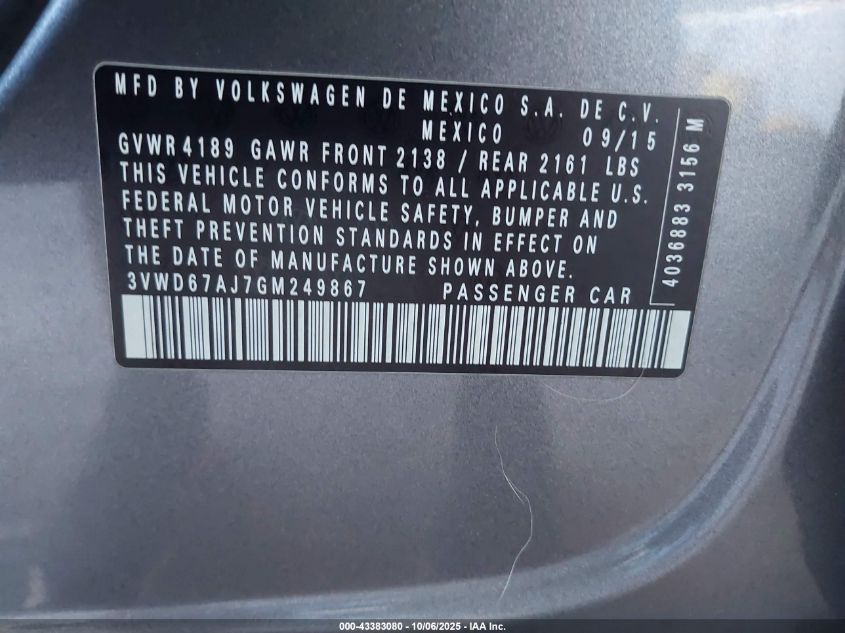 MFD BY VOLKSWAGEN DE MEXICO S.A. DE C.V.
MEXICO 09/15
GVWR 4189 GAWR FRONT 2138 / REAR 2161 LBS
THIS VEHICLE CONFORMS TO ALL APPLICABLE U.S.
FEDERAL MOTOR VEHICLE SAFETY, BUMPER AND
THEFT PREVENTION STANDARDS IN EFFECT ON
THE DATE OF MANUFACTURE SHOWN ABOVE.
3VWD67AJ7GM249867 PASSENGER CAR
4036883 3156 M
000-43383080 - 10/06/2025 - IAA Inc.